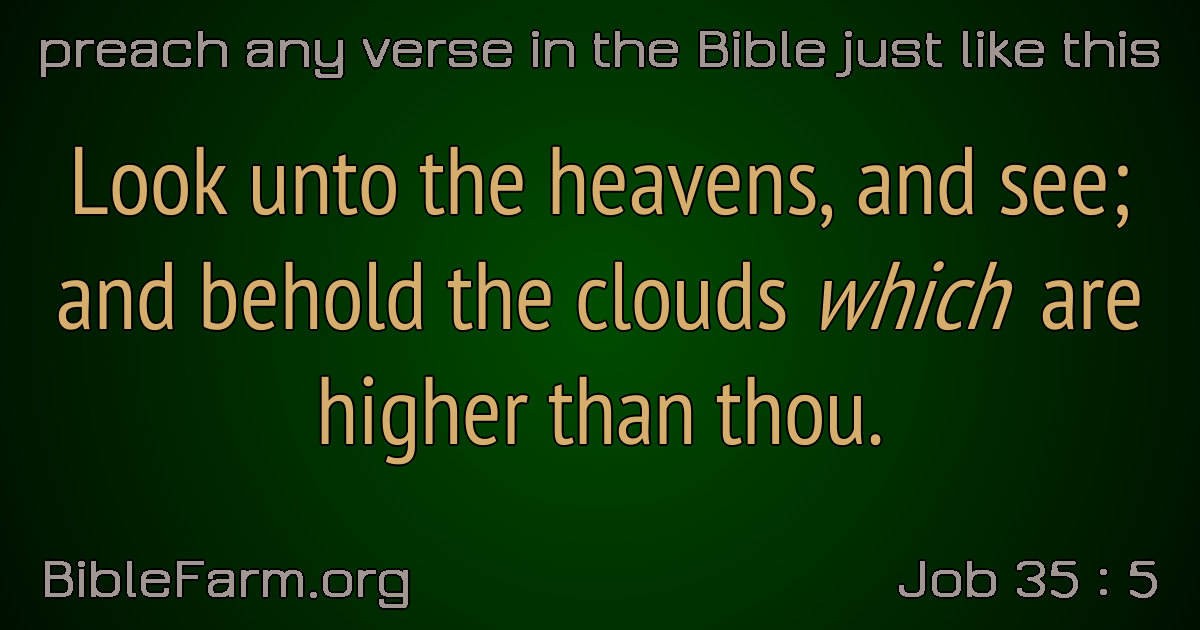 preach any verse in the Bible just like this
Look unto the heavens, and see;
and behold the clouds which are
higher than thou.
BibleFarm.org
Job 35 : 5